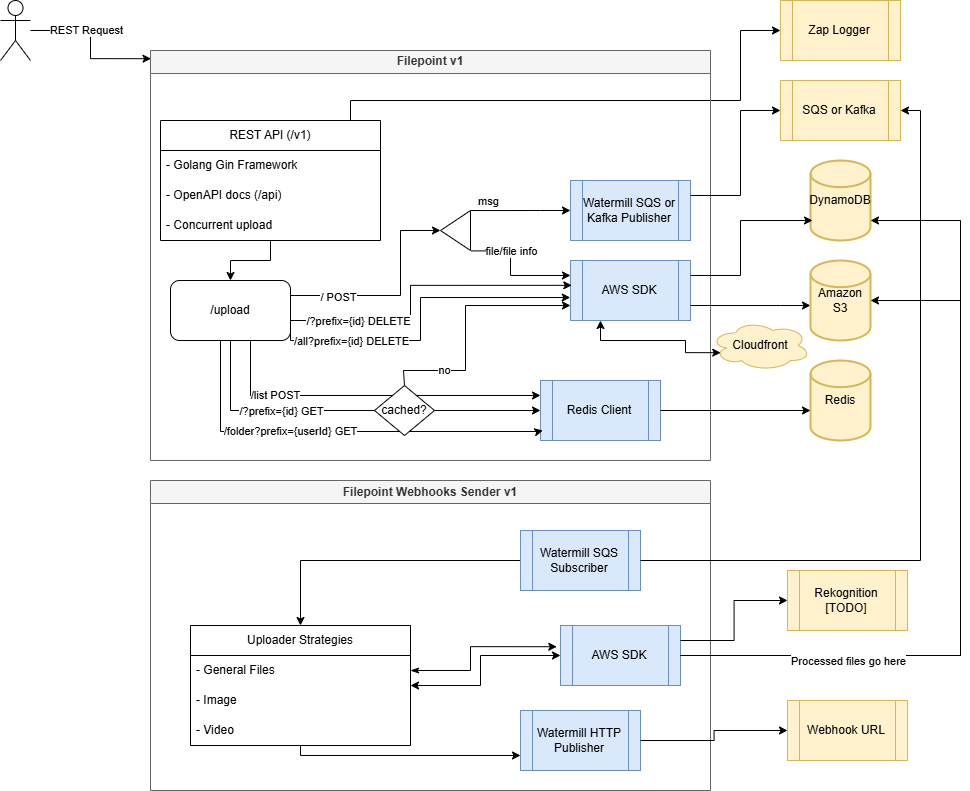 REST Request
Zap Logger
Filepoint v1
SQS or Kafka
REST API (/v1)
- Golang Gin Framework
- OpenAPI docs (/api)
- Concurrent upload
msg
Watermill SQS or
Kafka Publisher
DynamoDB
file/file info
AWS SDK
Amazon
S3
/upload
/ POST
/?prefix={id} DELETE
/all?prefix={id} DELETE
Cloudfront
no
/list POST
/?prefix={id} GET
cached?
/folder?prefix={userId} GET
Redis Client
Redis
Filepoint Webhooks Sender v1
Watermill SQS
Subscriber
Rekognition
[TODO]
Uploader Strategies
- General Files
- Image
- Video
AWS SDK
Processed files go here
Watermill HTTP
Publisher
Webhook URL